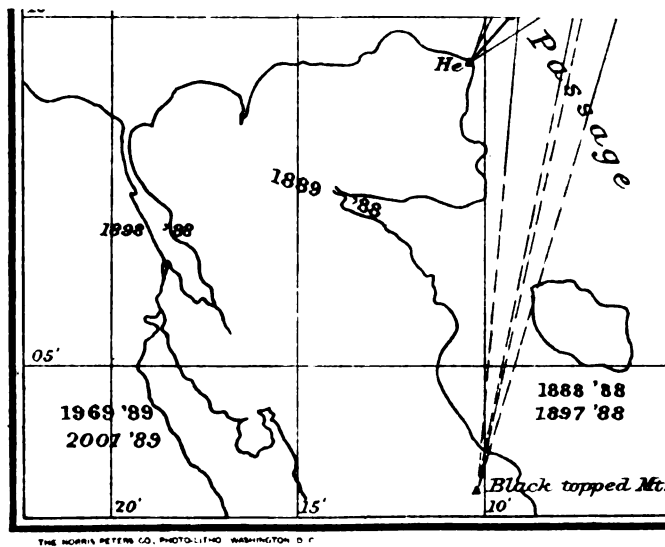 He
Passage
1889
'88
1898 '88
05'
1888 '88
1897 '88
1969 '89
2001 '89
Black topped Mt.
20'
15'
10'
THE NORRIS PETERS CO., PHOTO-LITHO. WASHINGTON D C